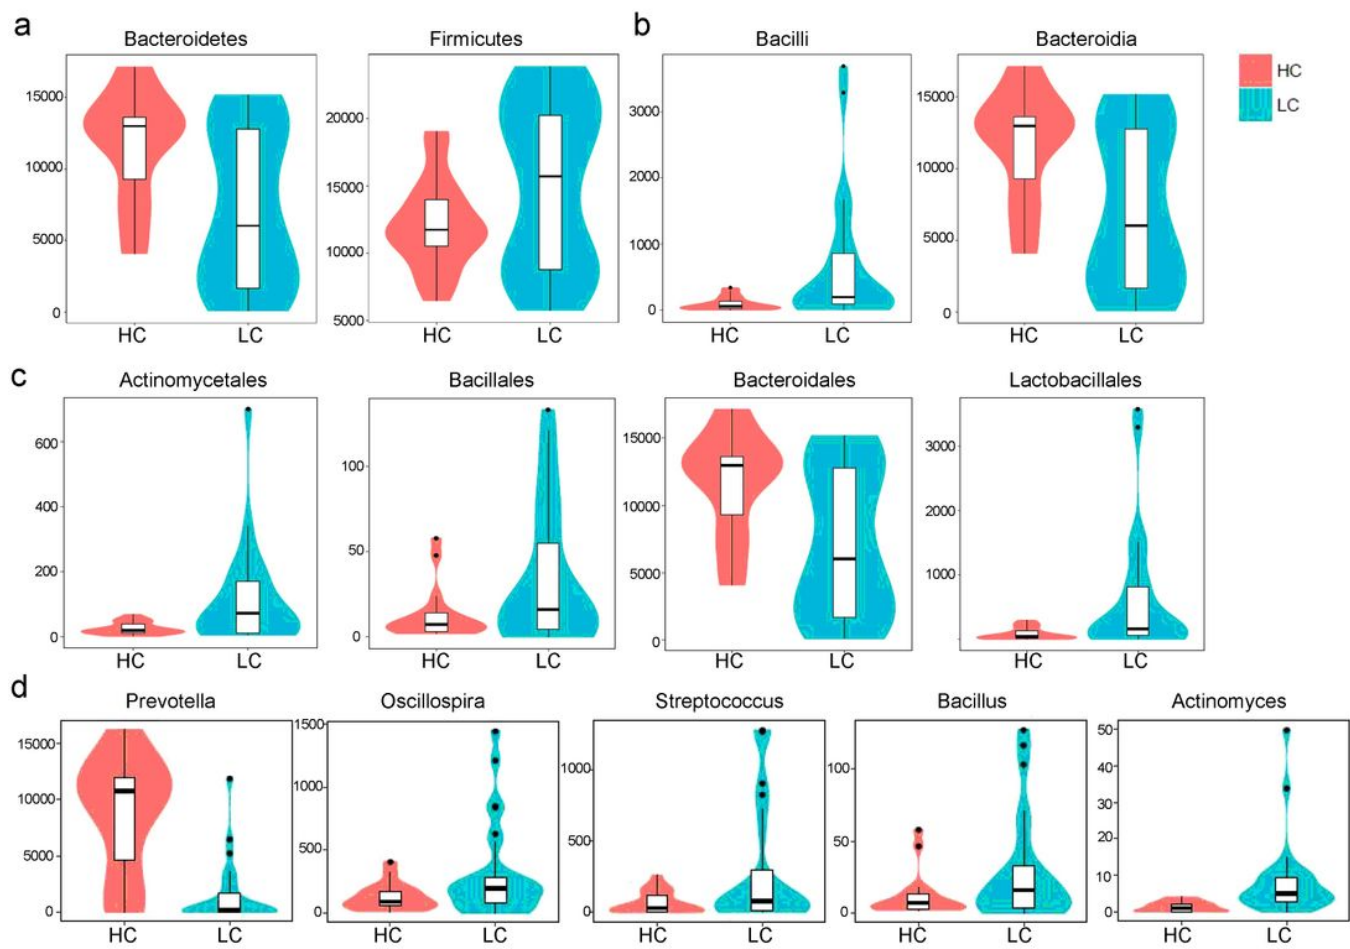 a
b
Bacteroidetes Firmicutes Bacilli Bacteroidia
HC
LC
15000
10000
5000
0
HC LC
20000
15000
10000
5000
HC LC
3000
2000
1000
0
HC LC
15000
10000
5000
0
HC LC
c
Actinomycetales Bacillales Bacteroidales Lactobacillales
600
400
200
0
HC LC
100
50
0
HC LC
15000
10000
5000
0
HC LC
3000
2000
1000
HC LC
d
Prevotella Oscillospira Streptococcus Bacillus Actinomyces
15000
10000
5000
0
HC LC
1500
1000
500
0
HC LC
1000
500
0
HC LC
100
50
0
HC LC
50
40
30
20
10
0
HC LC